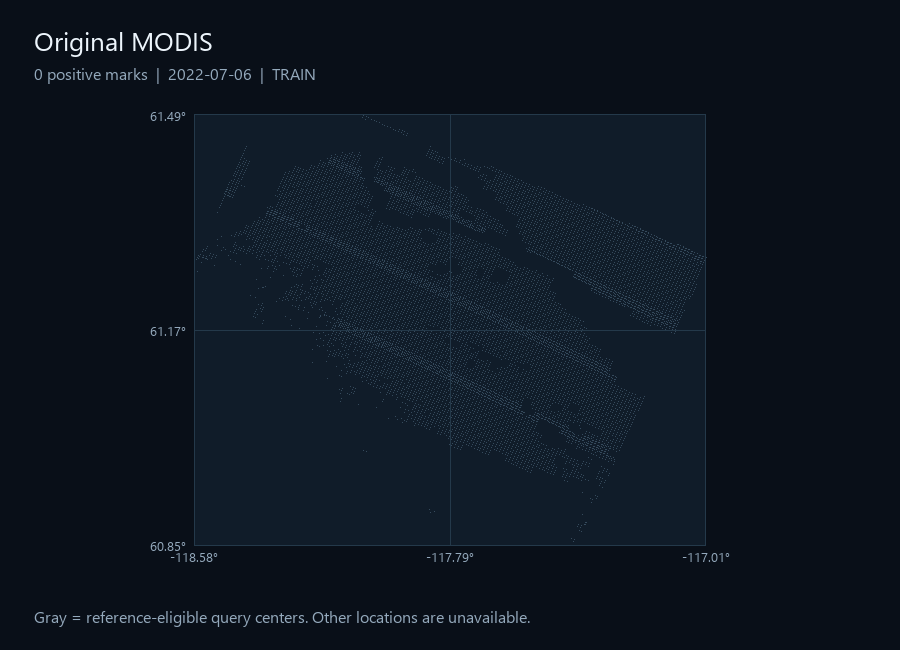 Original MODIS
0 positive marks | 2022-07-06 | TRAIN
61.49°
61.17°
60.85°
-118.58°
-117.79°
-117.01°
Gray = reference-eligible query centers. Other locations are unavailable.